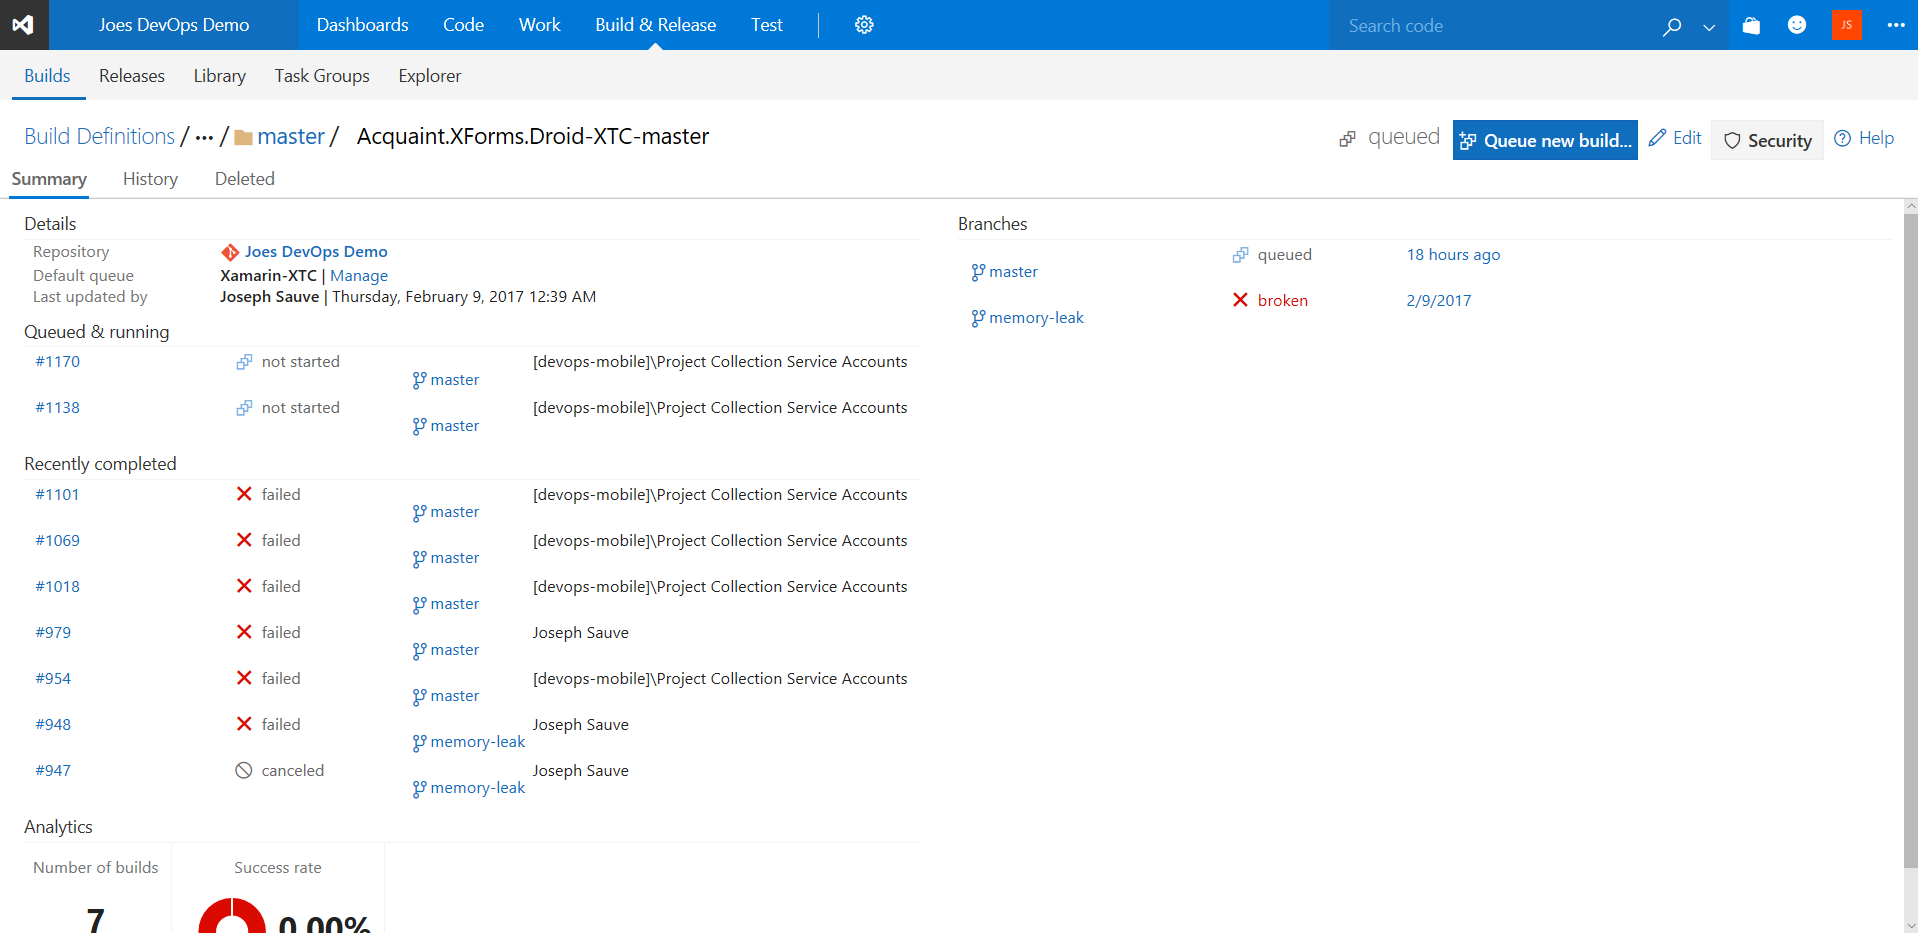 Joes DevOps Demo Dashboards Code Work Build & Release Test Search code JS
Builds Releases Library Task Groups Explorer
Build Definitions / ··· / master / Acquaint.XForms.Droid-XTC-master queued Queue new build... Edit Security Help
Summary History Deleted
Details
Repository Joes DevOps Demo
Default queue Xamarin-XTC | Manage
Last updated by Joseph Sauve | Thursday, February 9, 2017 12:39 AM
Queued & running
#1170 not started [devops-mobile]\Project Collection Service Accounts
master
#1138 not started [devops-mobile]\Project Collection Service Accounts
master
Recently completed
#1101 failed [devops-mobile]\Project Collection Service Accounts
master
#1069 failed [devops-mobile]\Project Collection Service Accounts
master
#1018 failed [devops-mobile]\Project Collection Service Accounts
master
#979 failed Joseph Sauve
master
#954 failed [devops-mobile]\Project Collection Service Accounts
master
#948 failed Joseph Sauve
memory-leak
#947 canceled Joseph Sauve
memory-leak
Analytics
Number of builds Success rate
7 0.00%
Branches
queued 18 hours ago
master
broken 2/9/2017
memory-leak